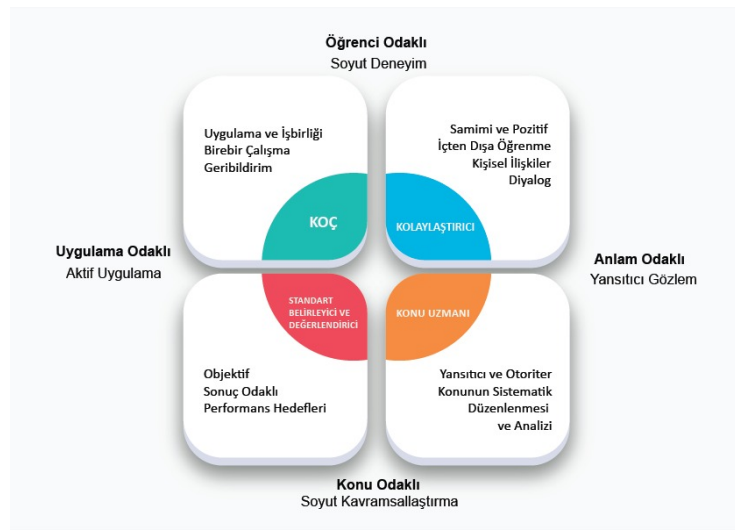 Öğrenci Odaklı
Soyut Deneyim
Uygulama ve İşbirliği
Birebir Çalışma
Geribildirim
KOÇ
Samimi ve Pozitif
İçten Dışa Öğrenme
Kişisel İlişkiler
Diyalog
KOLAYLAŞTIRICI
Uygulama Odaklı
Aktif Uygulama
Anlam Odaklı
Yansıtıcı Gözlem
STANDART
BELİRLEYİCİ VE
DEĞERLENDİRİCİ
Objektif
Sonuç Odaklı
Performans Hedefleri
KONU UZMANI
Yansıtıcı ve Otoriter
Konunun Sistematik
Düzenlenmesi
ve Analizi
Konu Odaklı
Soyut Kavramsallaştırma